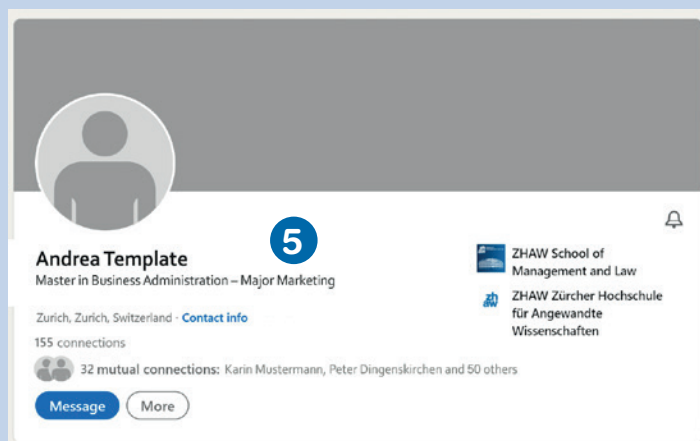 5
Andrea Template
Master in Business Administration – Major Marketing
Zurich, Zurich, Switzerland · Contact info
155 connections
32 mutual connections: Karin Mustermann, Peter Dingenskirchen and 50 others
Message
More
ZHAW School of
Management and Law
zh
aw
ZHAW Zürcher Hochschule
für Angewandte
Wissenschaften